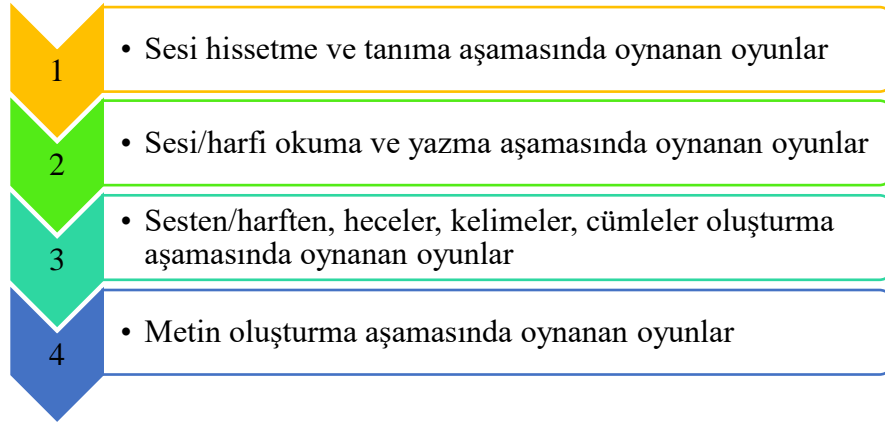 1
• Sesi hissetme ve tanıma aşamasında oynanan oyunlar
2
• Sesi/harfi okuma ve yazma aşamasında oynanan oyunlar
3
• Sesten/harften, heceler, kelimeler, cümleler oluşturma
aşamasında oynanan oyunlar
4
• Metin oluşturma aşamasında oynanan oyunlar